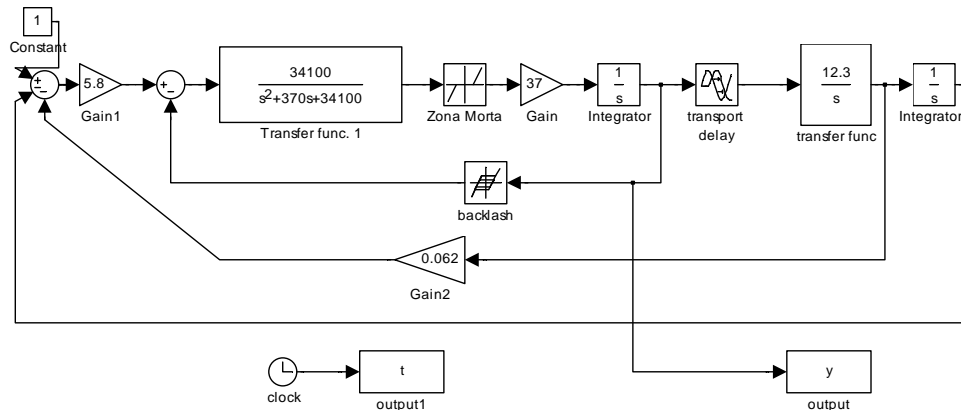 1
Constant
5.8
Gain1
34100
s²+370s+34100
Transfer func. 1
Zona Morta
37
Gain
1
s
Integrator
transport
delay
12.3
s
transfer func
1
s
Integrator
backlash
0.062
Gain2
clock
t
output1
y
output